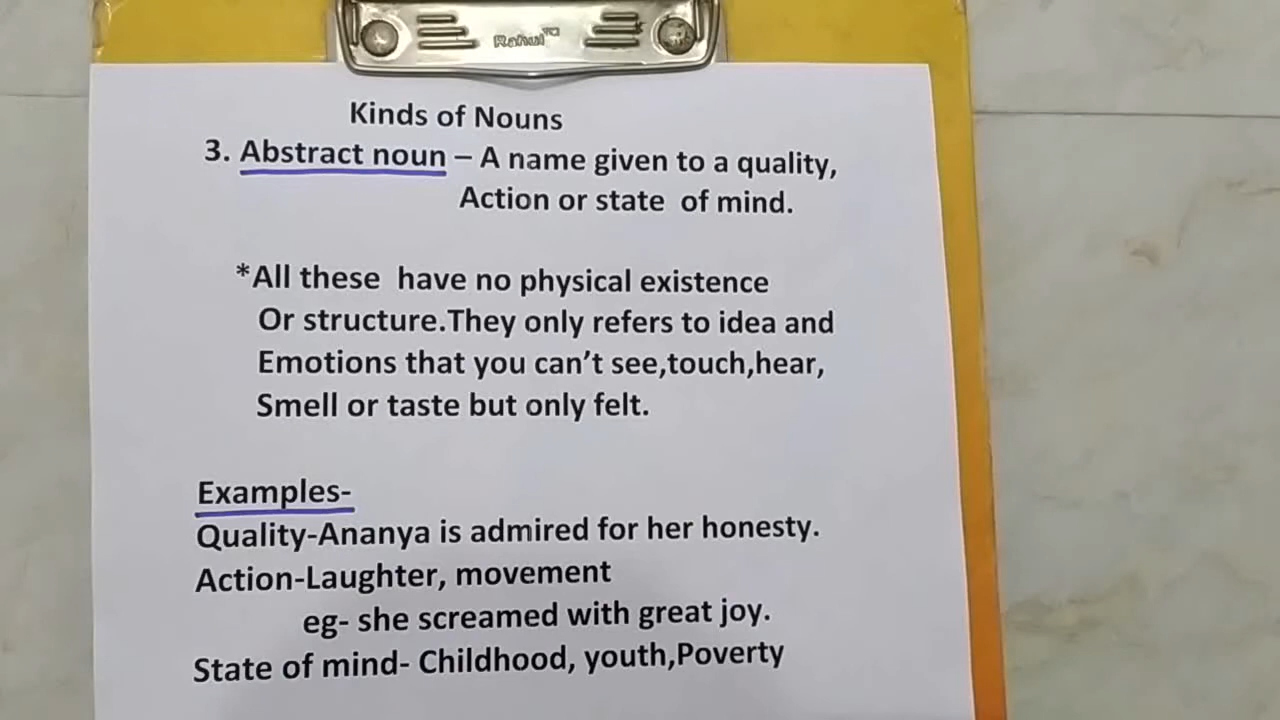 Rahul™
Kinds of Nouns
3. Abstract noun – A name given to a quality,
Action or state of mind.
*All these have no physical existence
Or structure.They only refers to idea and
Emotions that you can't see,touch,hear,
Smell or taste but only felt.
Examples-
Quality-Ananya is admired for her honesty.
Action-Laughter, movement
eg- she screamed with great joy.
State of mind- Childhood, youth,Poverty